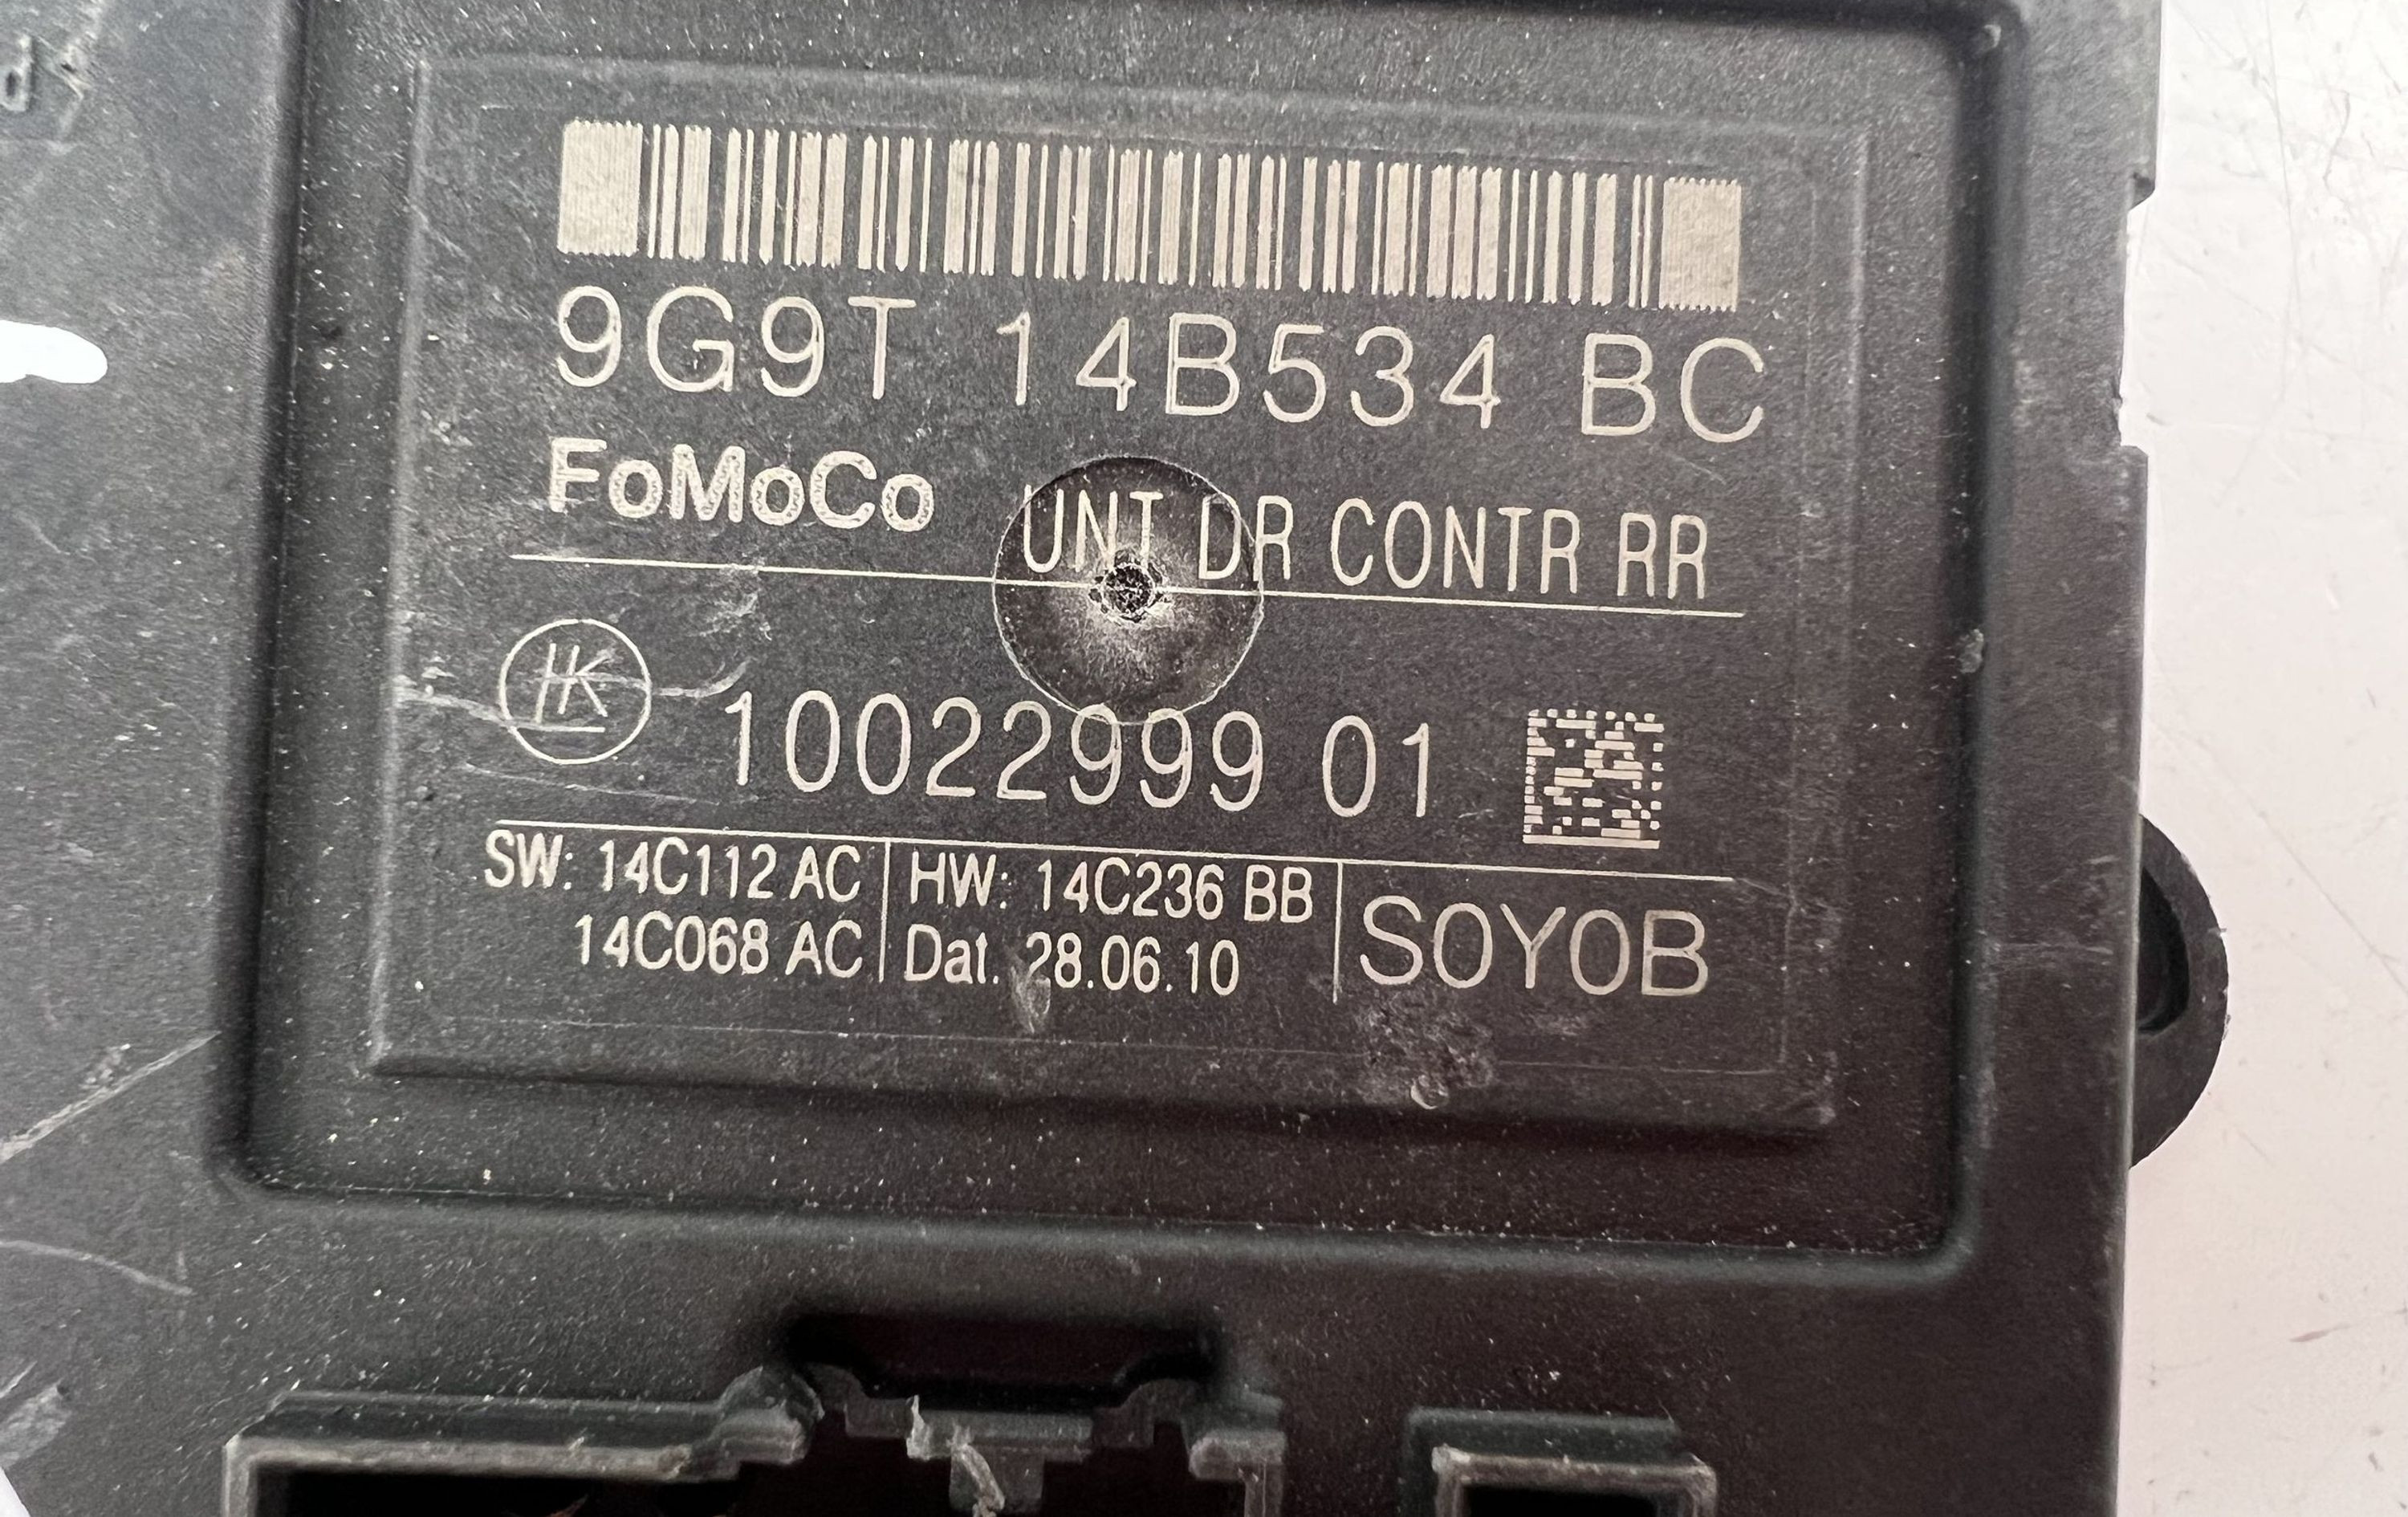 9G9T 14B534 BC
FoMoCo UNT DR CONTR RR
HK 10022999 01
SW: 14C112 AC HW: 14C236 BB
14C068 AC Dat. 28.06.10
SOYOB